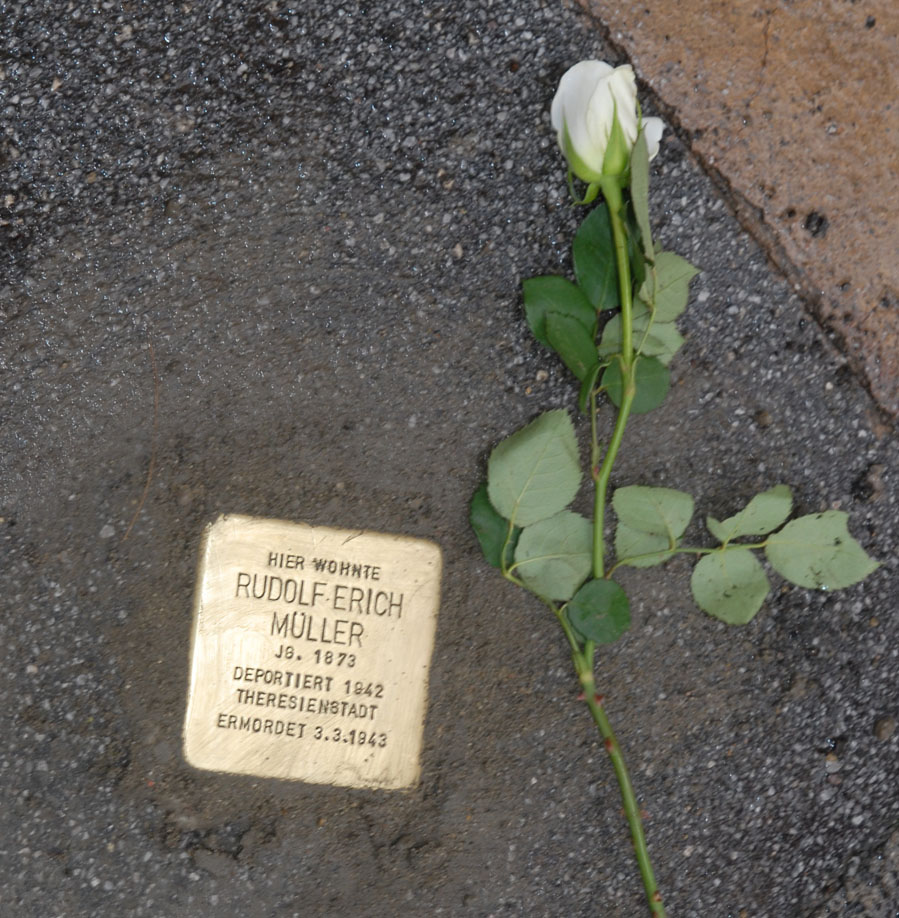 HIER WOHNTE
RUDOLF-ERICH
MÜLLER
JG. 1873
DEPORTIERT 1942
THERESIENSTADT
ERMORDET 3.3.1943